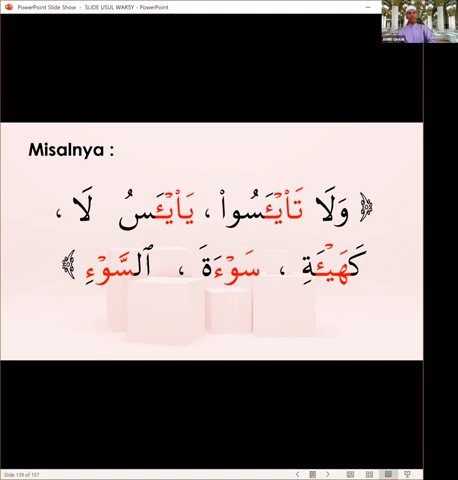 PowerPoint Slide Show - SLIDE USUL WARSY - PowerPoint
Misalnya :
﴿ وَلَا تَا۟يْـَٔسُوا۟ ، يَا۟يْـَٔسُ لَا ،
كَهَيْـَٔةِ ، سَوْءَةَ ، ٱلسَّوْءِ ﴾
Slide 139 of 157